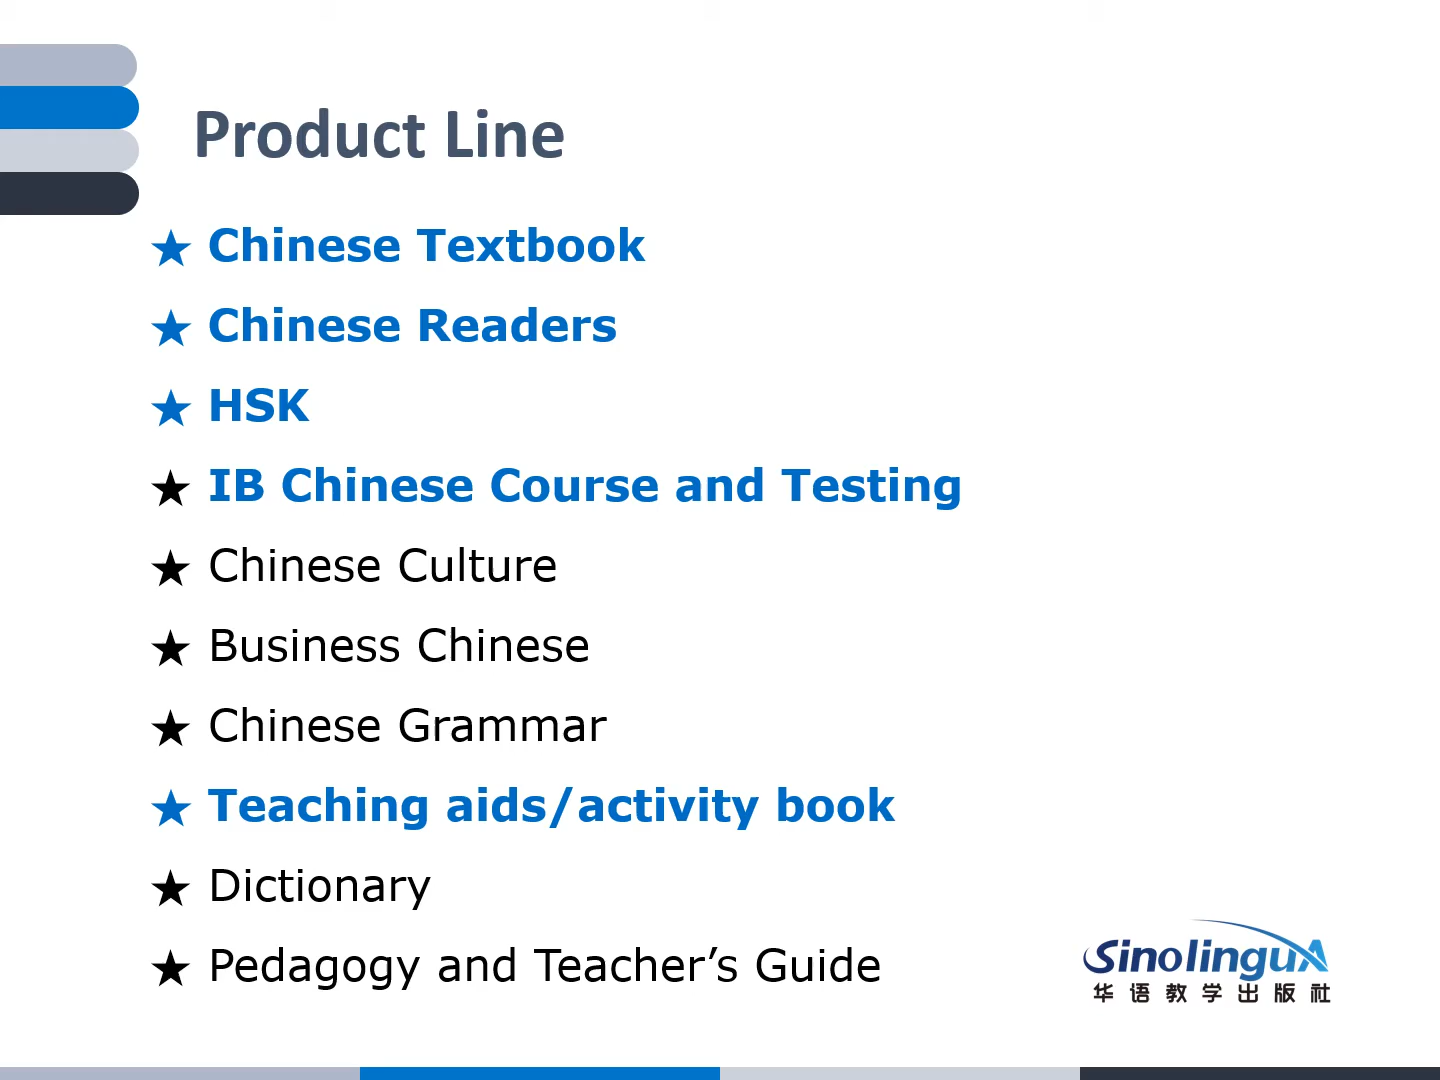 Product Line
★ Chinese Textbook
★ Chinese Readers
★ HSK
★ IB Chinese Course and Testing
★ Chinese Culture
★ Business Chinese
★ Chinese Grammar
★ Teaching aids/activity book
★ Dictionary
★ Pedagogy and Teacher’s Guide
SinolinguA
华语教学出版社